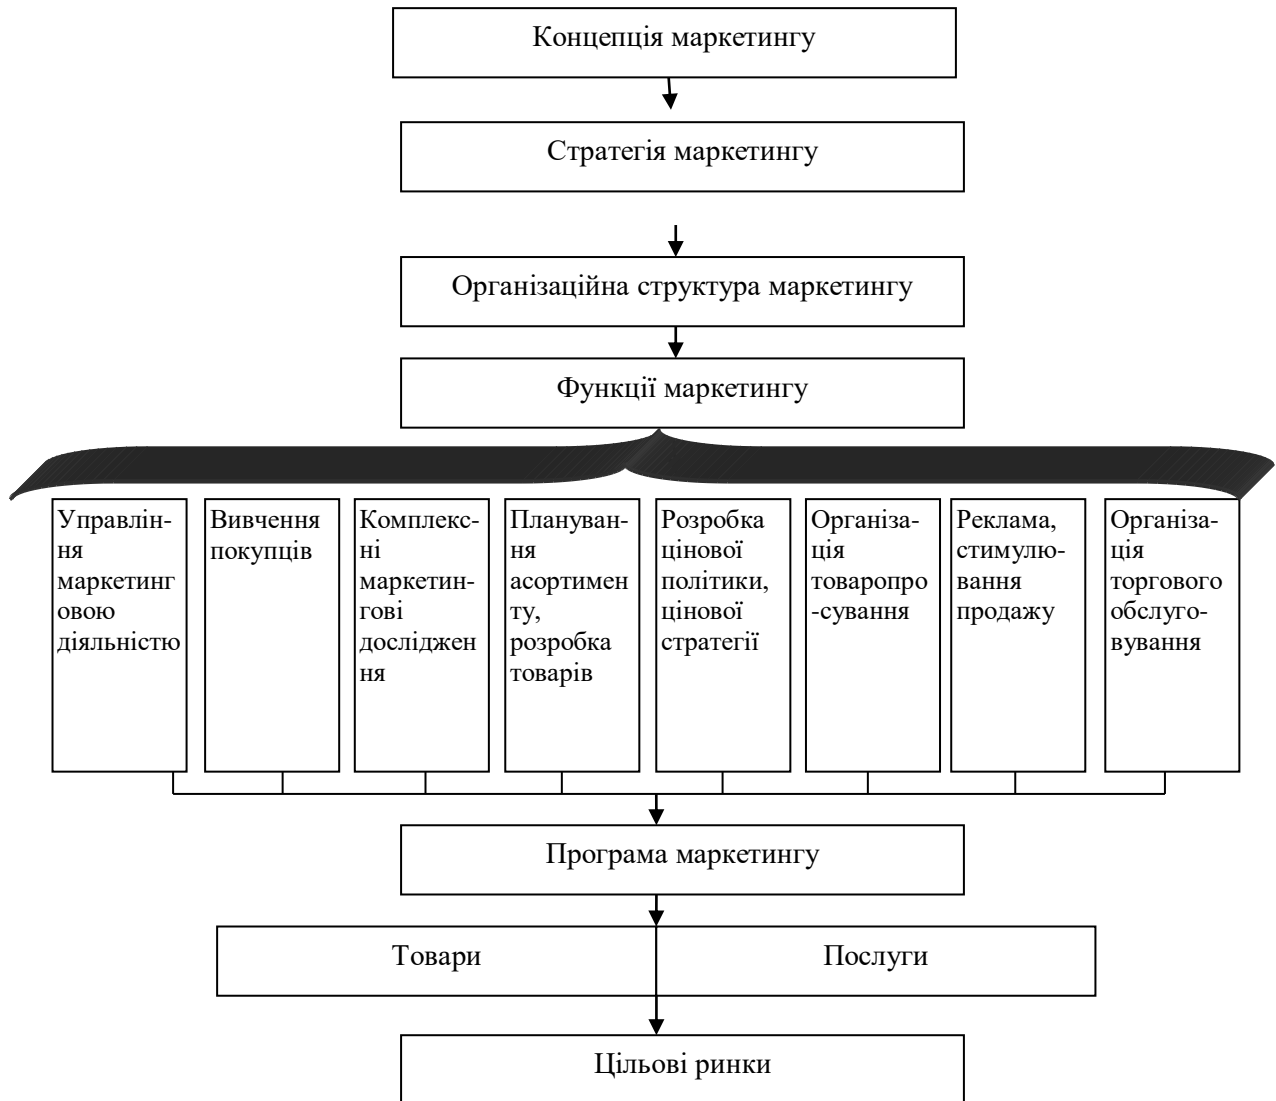 Концепція маркетингу
Стратегія маркетингу
Організаційна структура маркетингу
Функції маркетингу
Управлін-
ня
маркетинг
овою
діяльністю
Вивчення
покупців
Комплекс-
ні
маркетин-
гові
досліджен
ня
Плануван-
ня
асортимен
ту,
розробка
товарів
Розробка
цінової
політики,
цінової
стратегії
Організа-
ція
товаропро
-сування
Реклама,
стимулю-
вання
продажу
Організа-
ція
торгового
обслуго-
вування
Програма маркетингу
Товари
Послуги
Цільові ринки